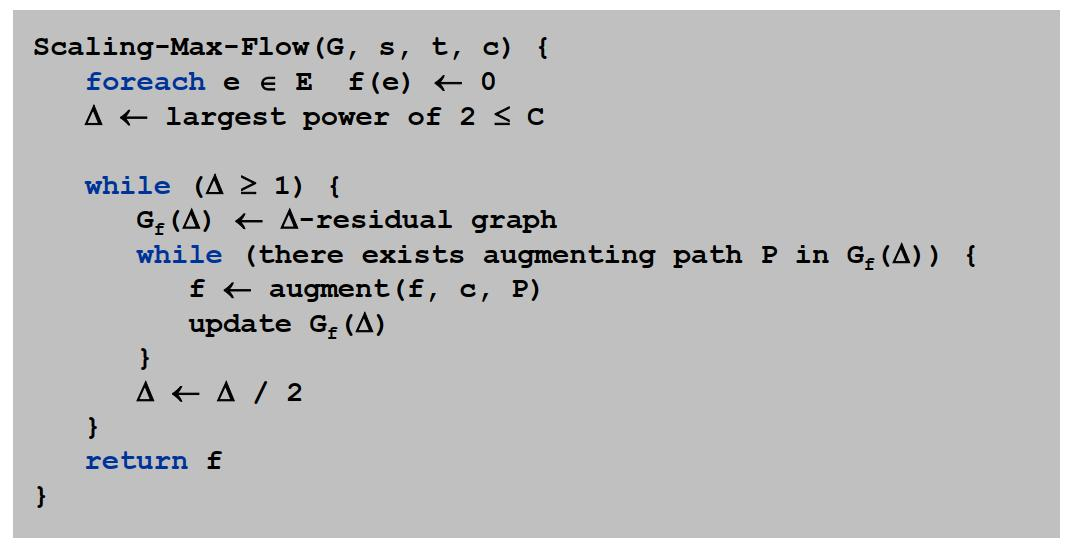 Scaling-Max-Flow(G, s, t, c) {
foreach e ∈ E f(e) ← 0
Δ ← largest power of 2 ≤ C
while (Δ ≥ 1) {
Gf(Δ) ← Δ-residual graph
while (there exists augmenting path P in Gf(Δ)) {
f ← augment(f, c, P)
update Gf(Δ)
}
Δ ← Δ / 2
}
return f
}